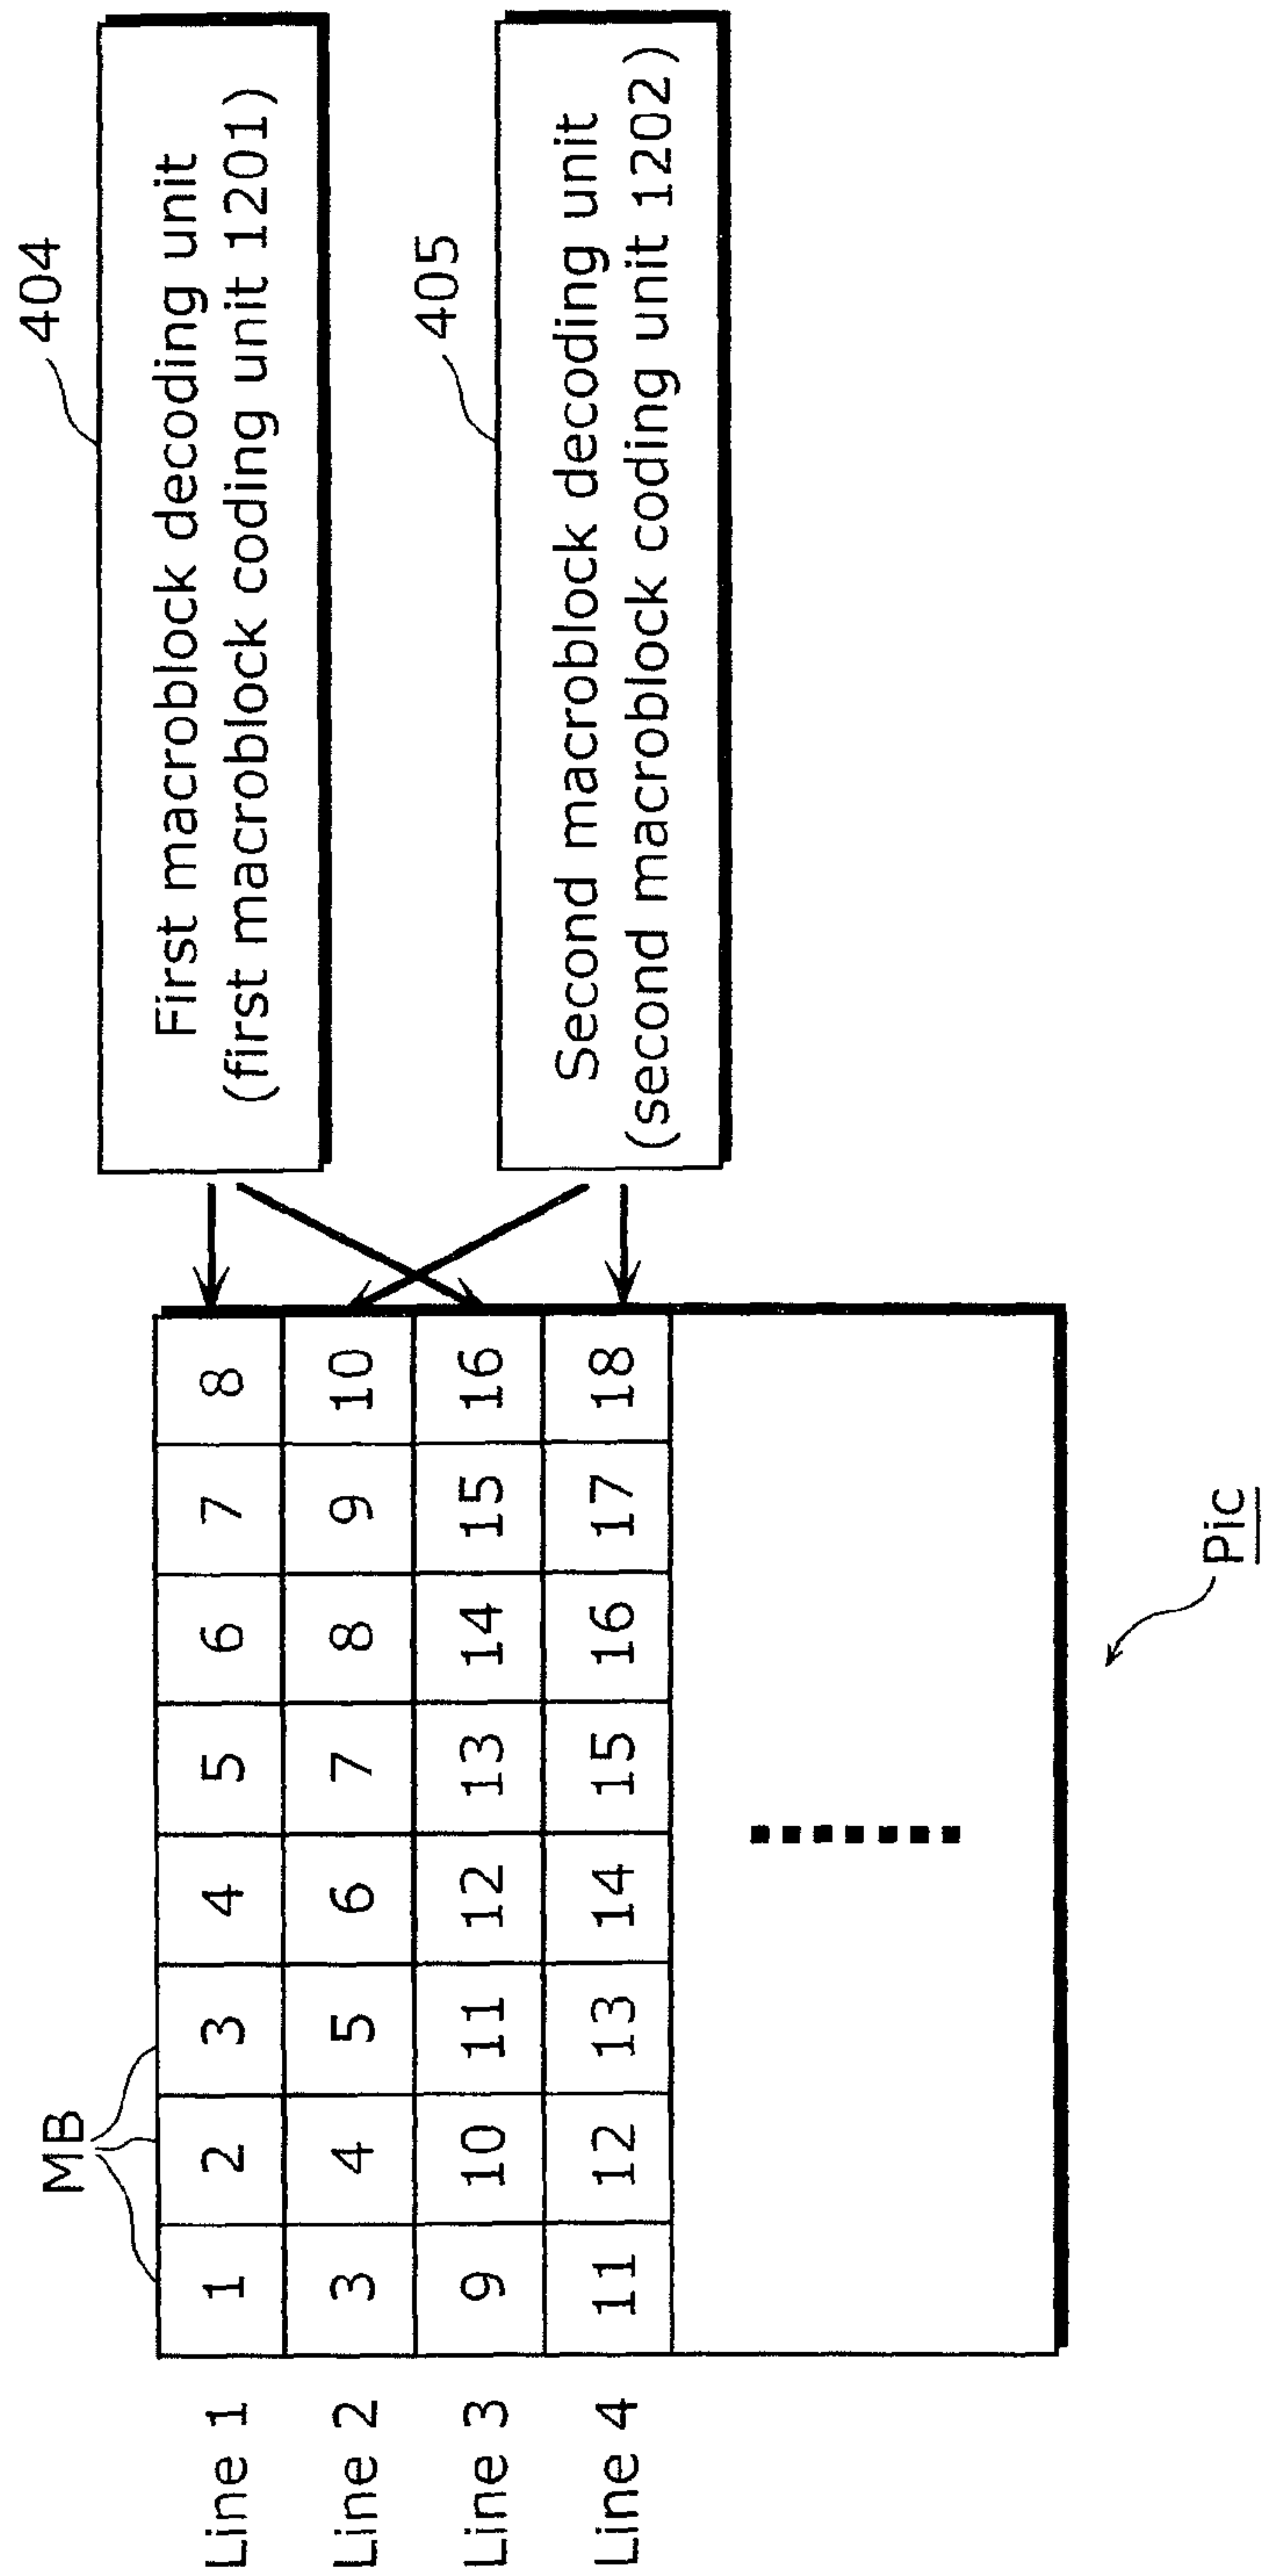 MB
Line 1 1 2 3 4 5 6 7 8
Line 2 3 4 5 6 7 8 9 10
Line 3 9 10 11 12 13 14 15 16
Line 4 11 12 13 14 15 16 17 18
Pic
404
First macroblock decoding unit
(first macroblock coding unit 1201)
405
Second macroblock decoding unit
(second macroblock coding unit 1202)